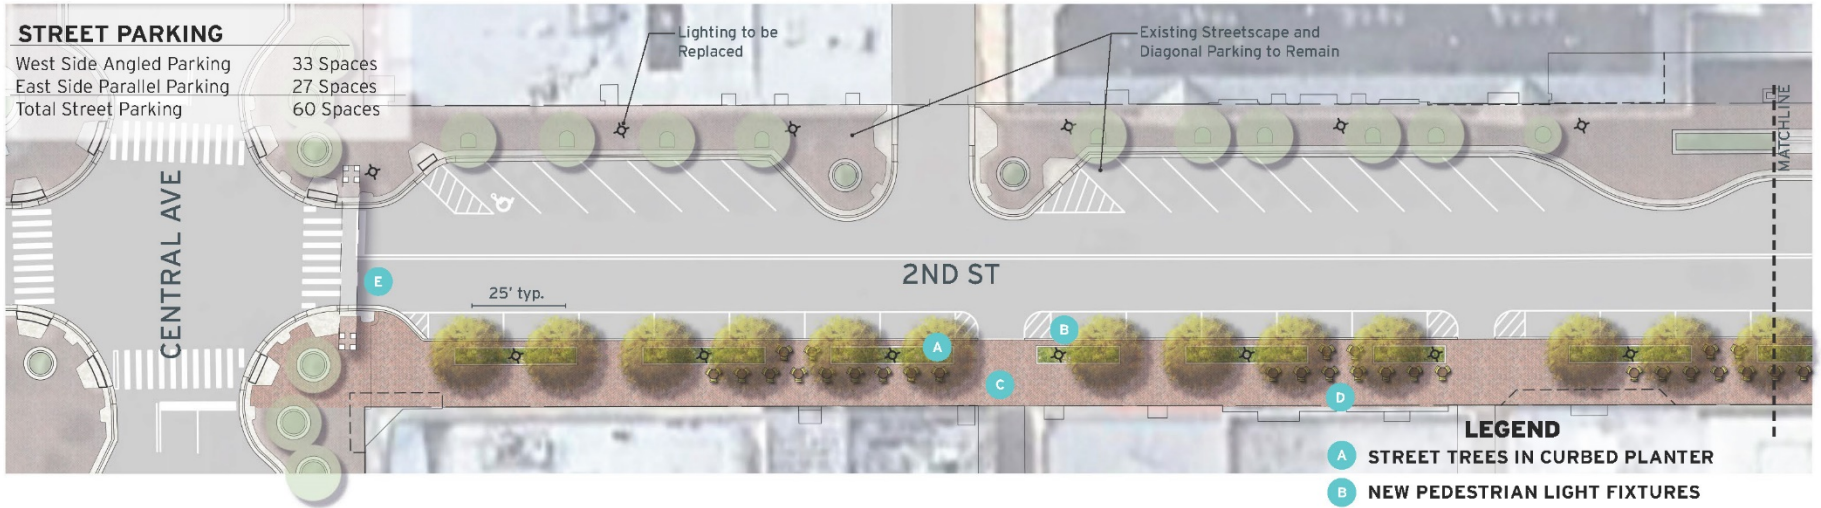 STREET PARKING
West Side Angled Parking 33 Spaces
East Side Parallel Parking 27 Spaces
Total Street Parking 60 Spaces
Lighting to be
Replaced
Existing Streetscape and
Diagonal Parking to Remain
MATCHLINE
CENTRAL AVE
2ND ST
E
25' typ.
B
A
C
D
LEGEND
A STREET TREES IN CURBED PLANTER
B NEW PEDESTRIAN LIGHT FIXTURES